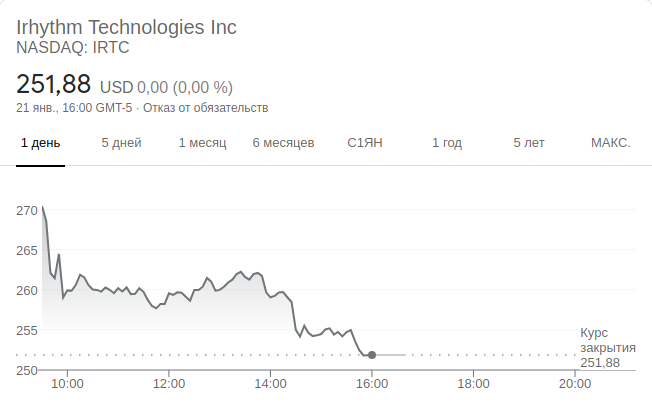 Irhythm Technologies Inc
NASDAQ: IRTC
251,88 USD 0,00 (0,00 %)
21 янв., 16:00 GMT-5 · Отказ от обязательств
1 день 5 дней 1 месяц 6 месяцев С1ЯН 1 год 5 лет МАКС.
270
265
260
255
250
Курс
закрытия
251,88
10:00 12:00 14:00 16:00 18:00 20:00